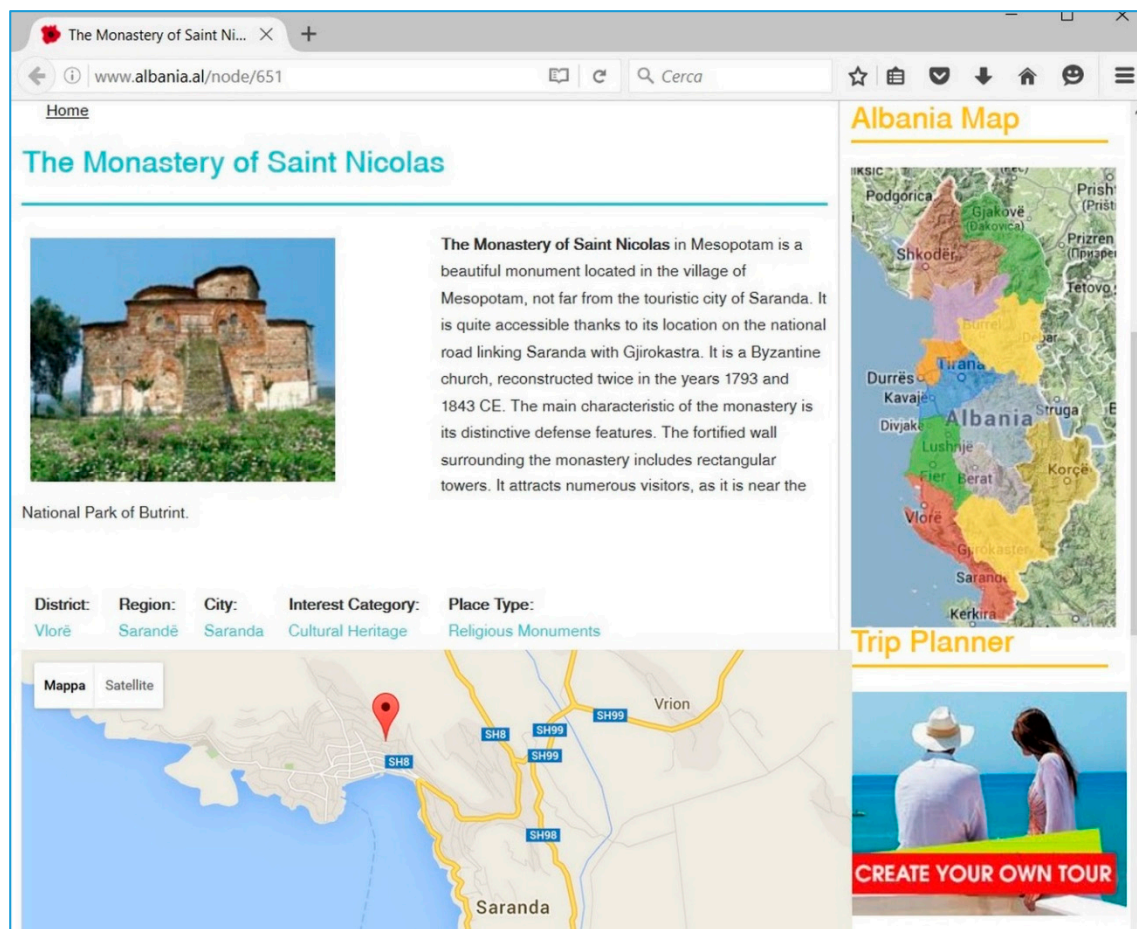 The Monastery of Saint Ni...
www.albania.al/node/651
Cerca
Home
The Monastery of Saint Nicolas
The Monastery of Saint Nicolas in Mesopotam is a
beautiful monument located in the village of
Mesopotam, not far from the touristic city of Saranda. It
is quite accessible thanks to its location on the national
road linking Saranda with Gjirokastra. It is a Byzantine
church, reconstructed twice in the years 1793 and
1843 CE. The main characteristic of the monastery is
its distinctive defense features. The fortified wall
surrounding the monastery includes rectangular
towers. It attracts numerous visitors, as it is near the
National Park of Butrint.
District: Region: City: Interest Category: Place Type:
Vlorë Sarandë Saranda Cultural Heritage Religious Monuments
Mappa Satellite
Vrion
SH99
SH8
SH99
SH99
SH8
SH98
Saranda
Albania Map
Podgorica
Prisht
(Prišti
Gjakovë
(Đakovica)
Prizren
Shkodër
Tetovo
Burrel
Debar
Tirana
Durrës
Kavajë
Albania
Struga
Divjakë
Lushnjë
Korçë
Fier
Berat
Vlorë
Gjirokaster
Sarandë
Kerkira
Trip Planner
CREATE YOUR OWN TOUR